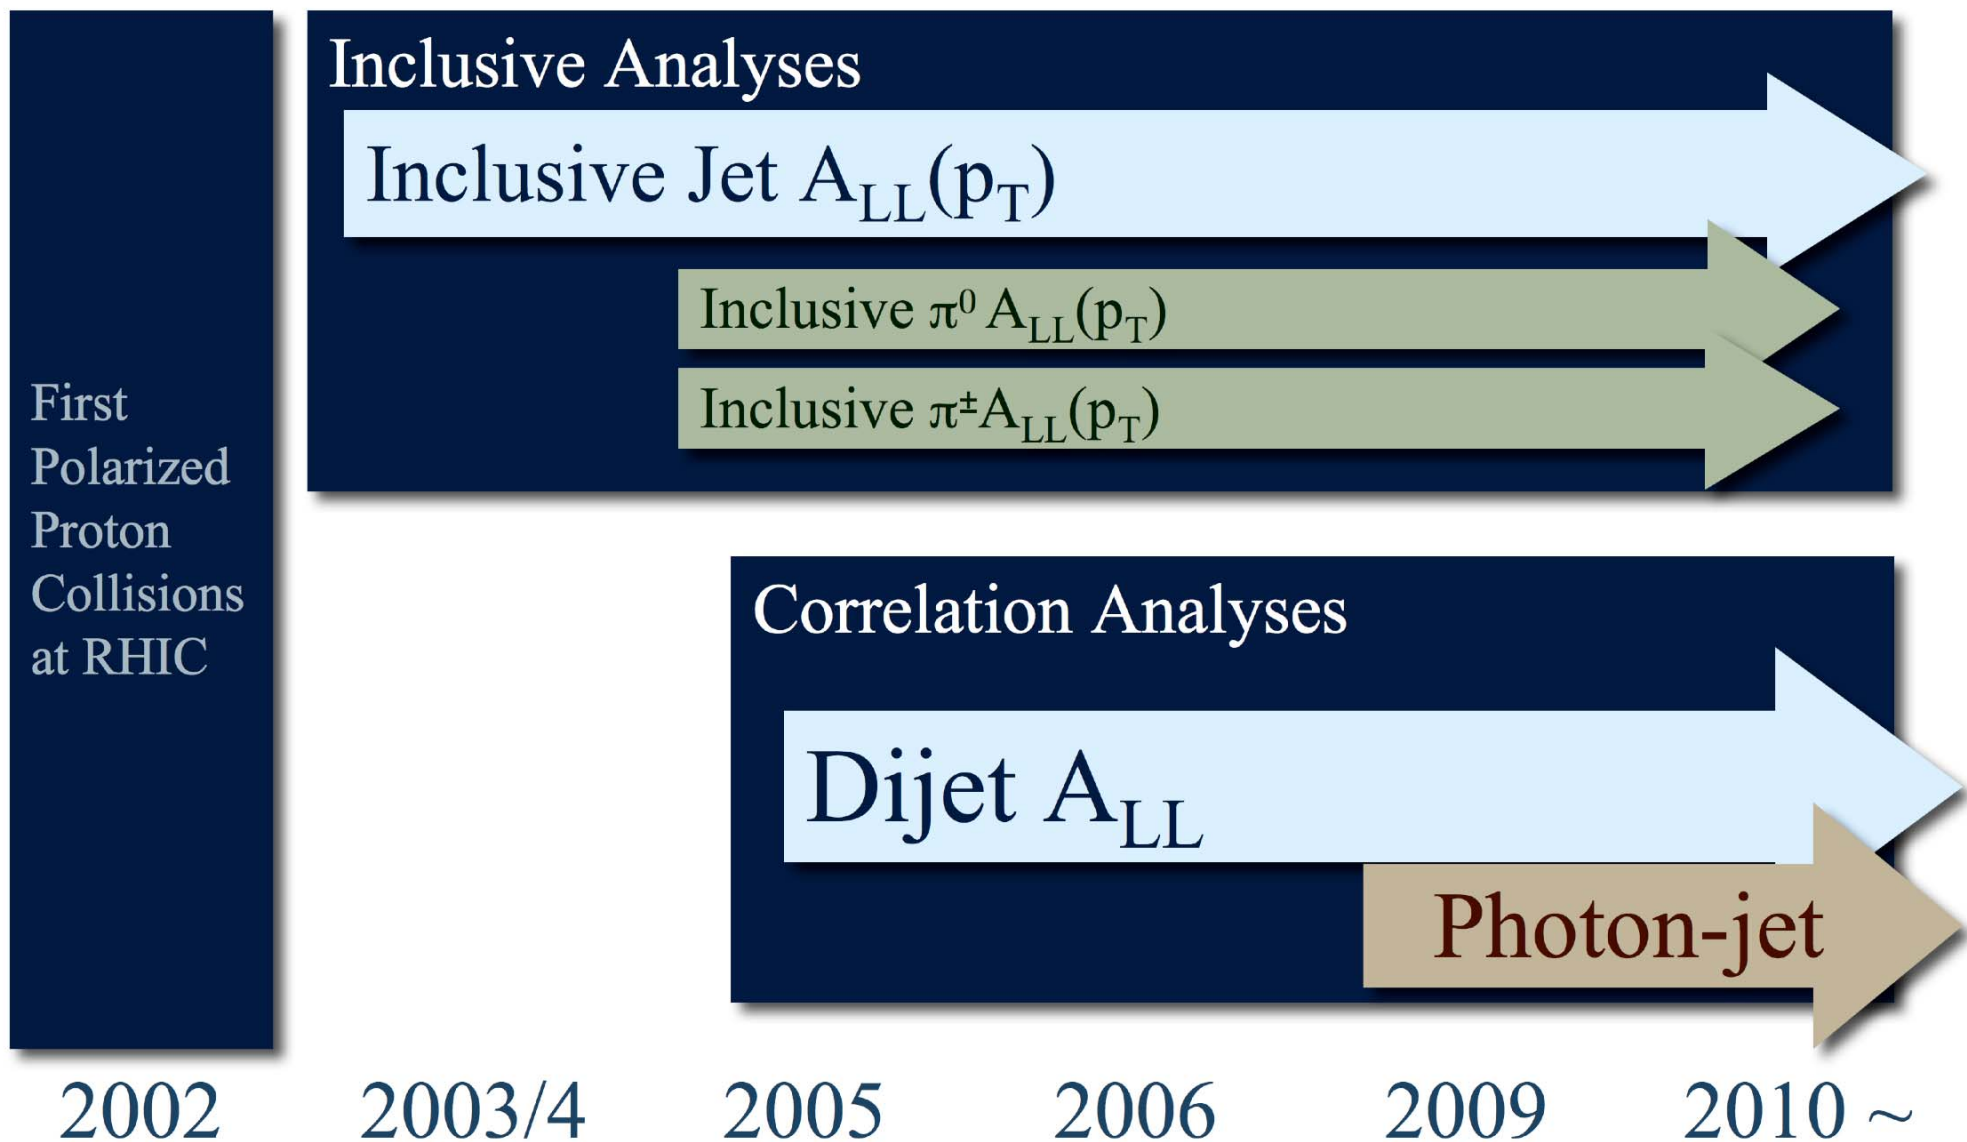 Inclusive Analyses
Inclusive Jet A_LL(p_T)
Inclusive π⁰ A_LL(p_T)
Inclusive π±A_LL(p_T)
First
Polarized
Proton
Collisions
at RHIC
Correlation Analyses
Dijet A_LL
Photon-jet
2002 2003/4 2005 2006 2009 2010 ~